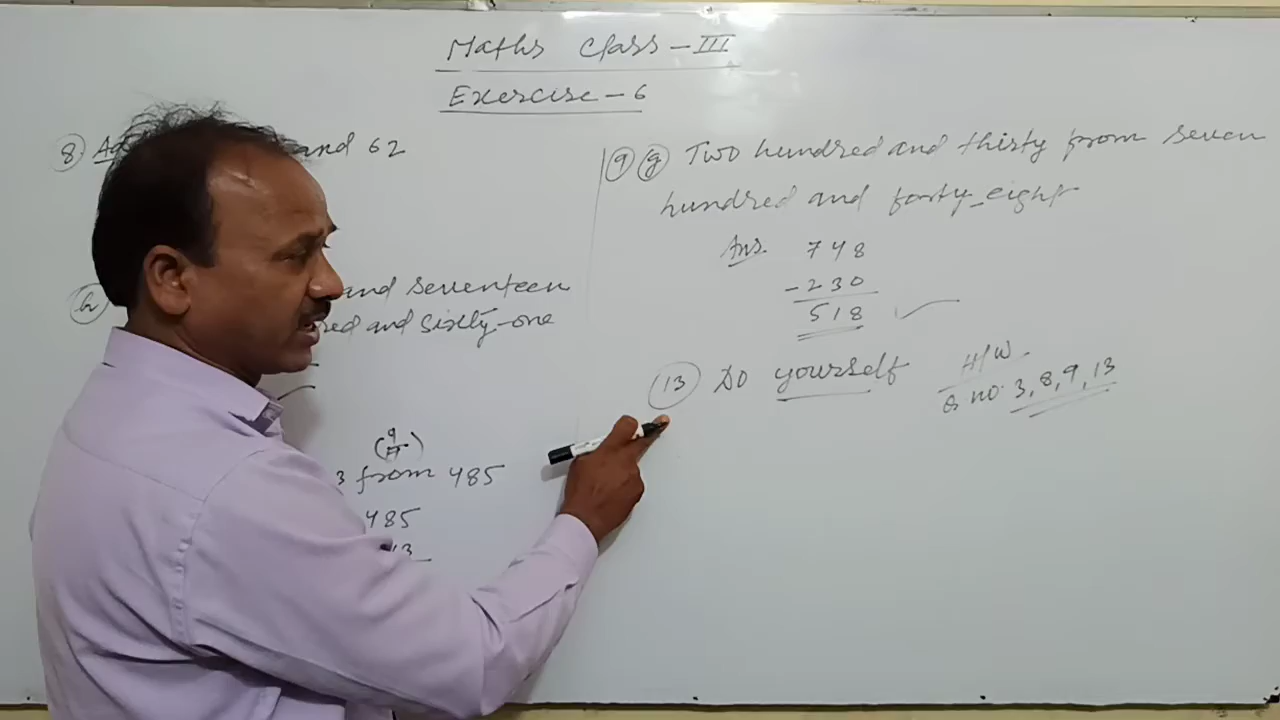 Maths Class - III
Exercise - 6
8 and 62
and seventeen
and sixty-one
3 from 485
485
13
9 g Two hundred and thirty from seven
hundred and forty-eight
Ans. 748
-230
518
13 Do yourself
H/W
Q no. 3, 8, 9, 13